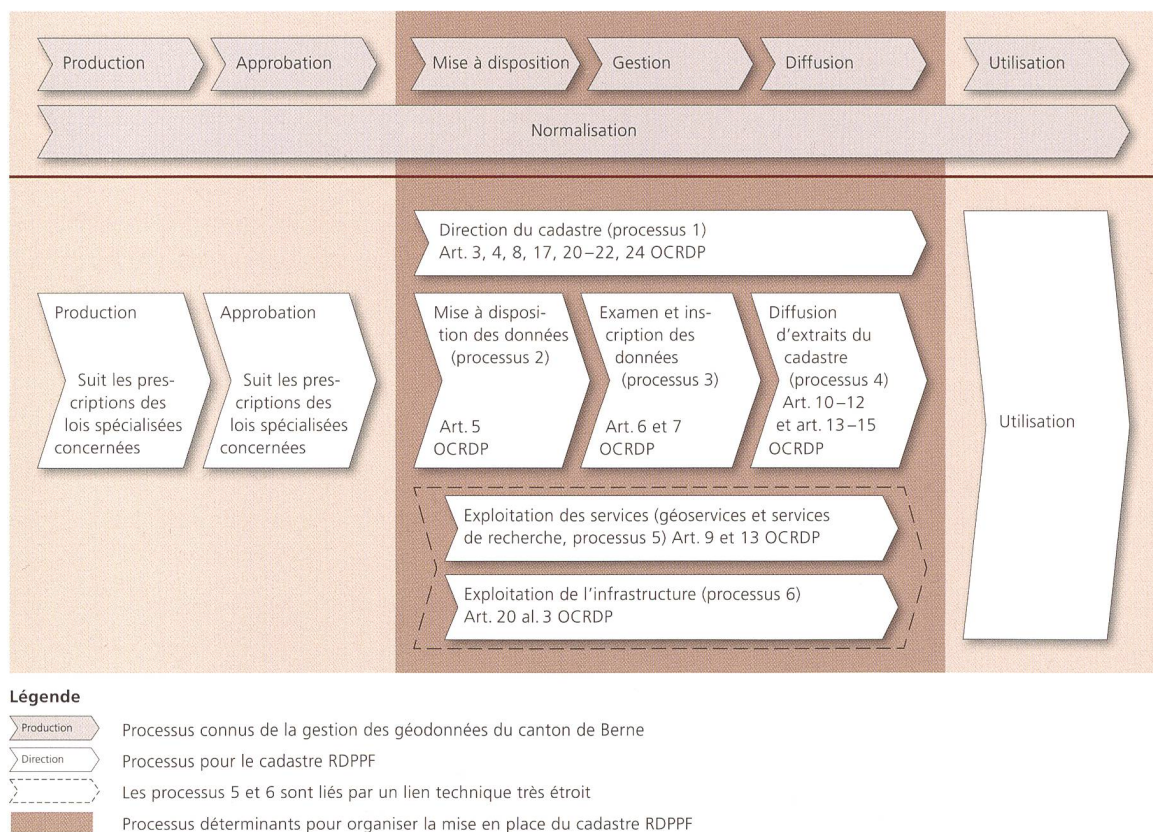 Production
Approbation
Mise à disposition
Gestion
Diffusion
Utilisation
Normalisation
Direction du cadastre (processus 1)
Art. 3, 4, 8, 17, 20–22, 24 OCRDP
Production
Suit les pres-
criptions des
lois spécialisées
concernées
Approbation
Suit les pres-
criptions des
lois spécialisées
concernées
Mise à disposi-
tion des données
(processus 2)
Art. 5
OCRDP
Examen et ins-
cription des
données
(processus 3)
Art. 6 et 7
OCRDP
Diffusion
d'extraits du
cadastre
(processus 4)
Art. 10–12
et art. 13–15
OCRDP
Utilisation
Exploitation des services (géoservices et services
de recherche, processus 5) Art. 9 et 13 OCRDP
Exploitation de l'infrastructure (processus 6)
Art. 20 al. 3 OCRDP
Légende
Production
Processus connus de la gestion des géodonnées du canton de Berne
Direction
Processus pour le cadastre RDPPF
Les processus 5 et 6 sont liés par un lien technique très étroit
Processus déterminants pour organiser la mise en place du cadastre RDPPF